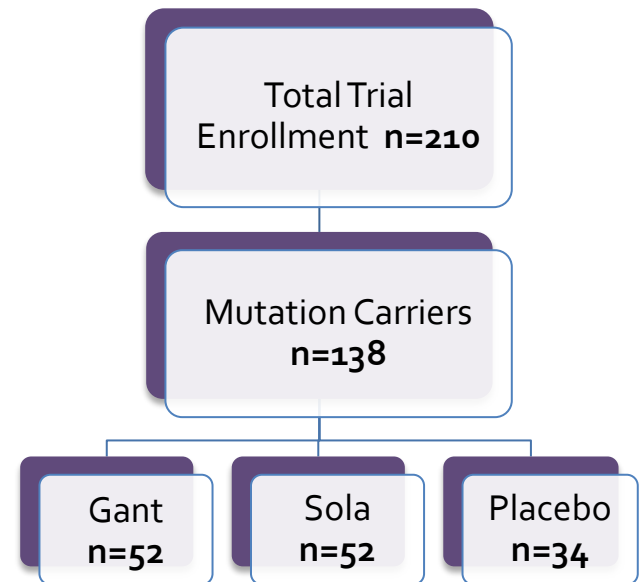 Total Trial
Enrollment n=210
Mutation Carriers
n=138
Gant
n=52
Sola
n=52
Placebo
n=34